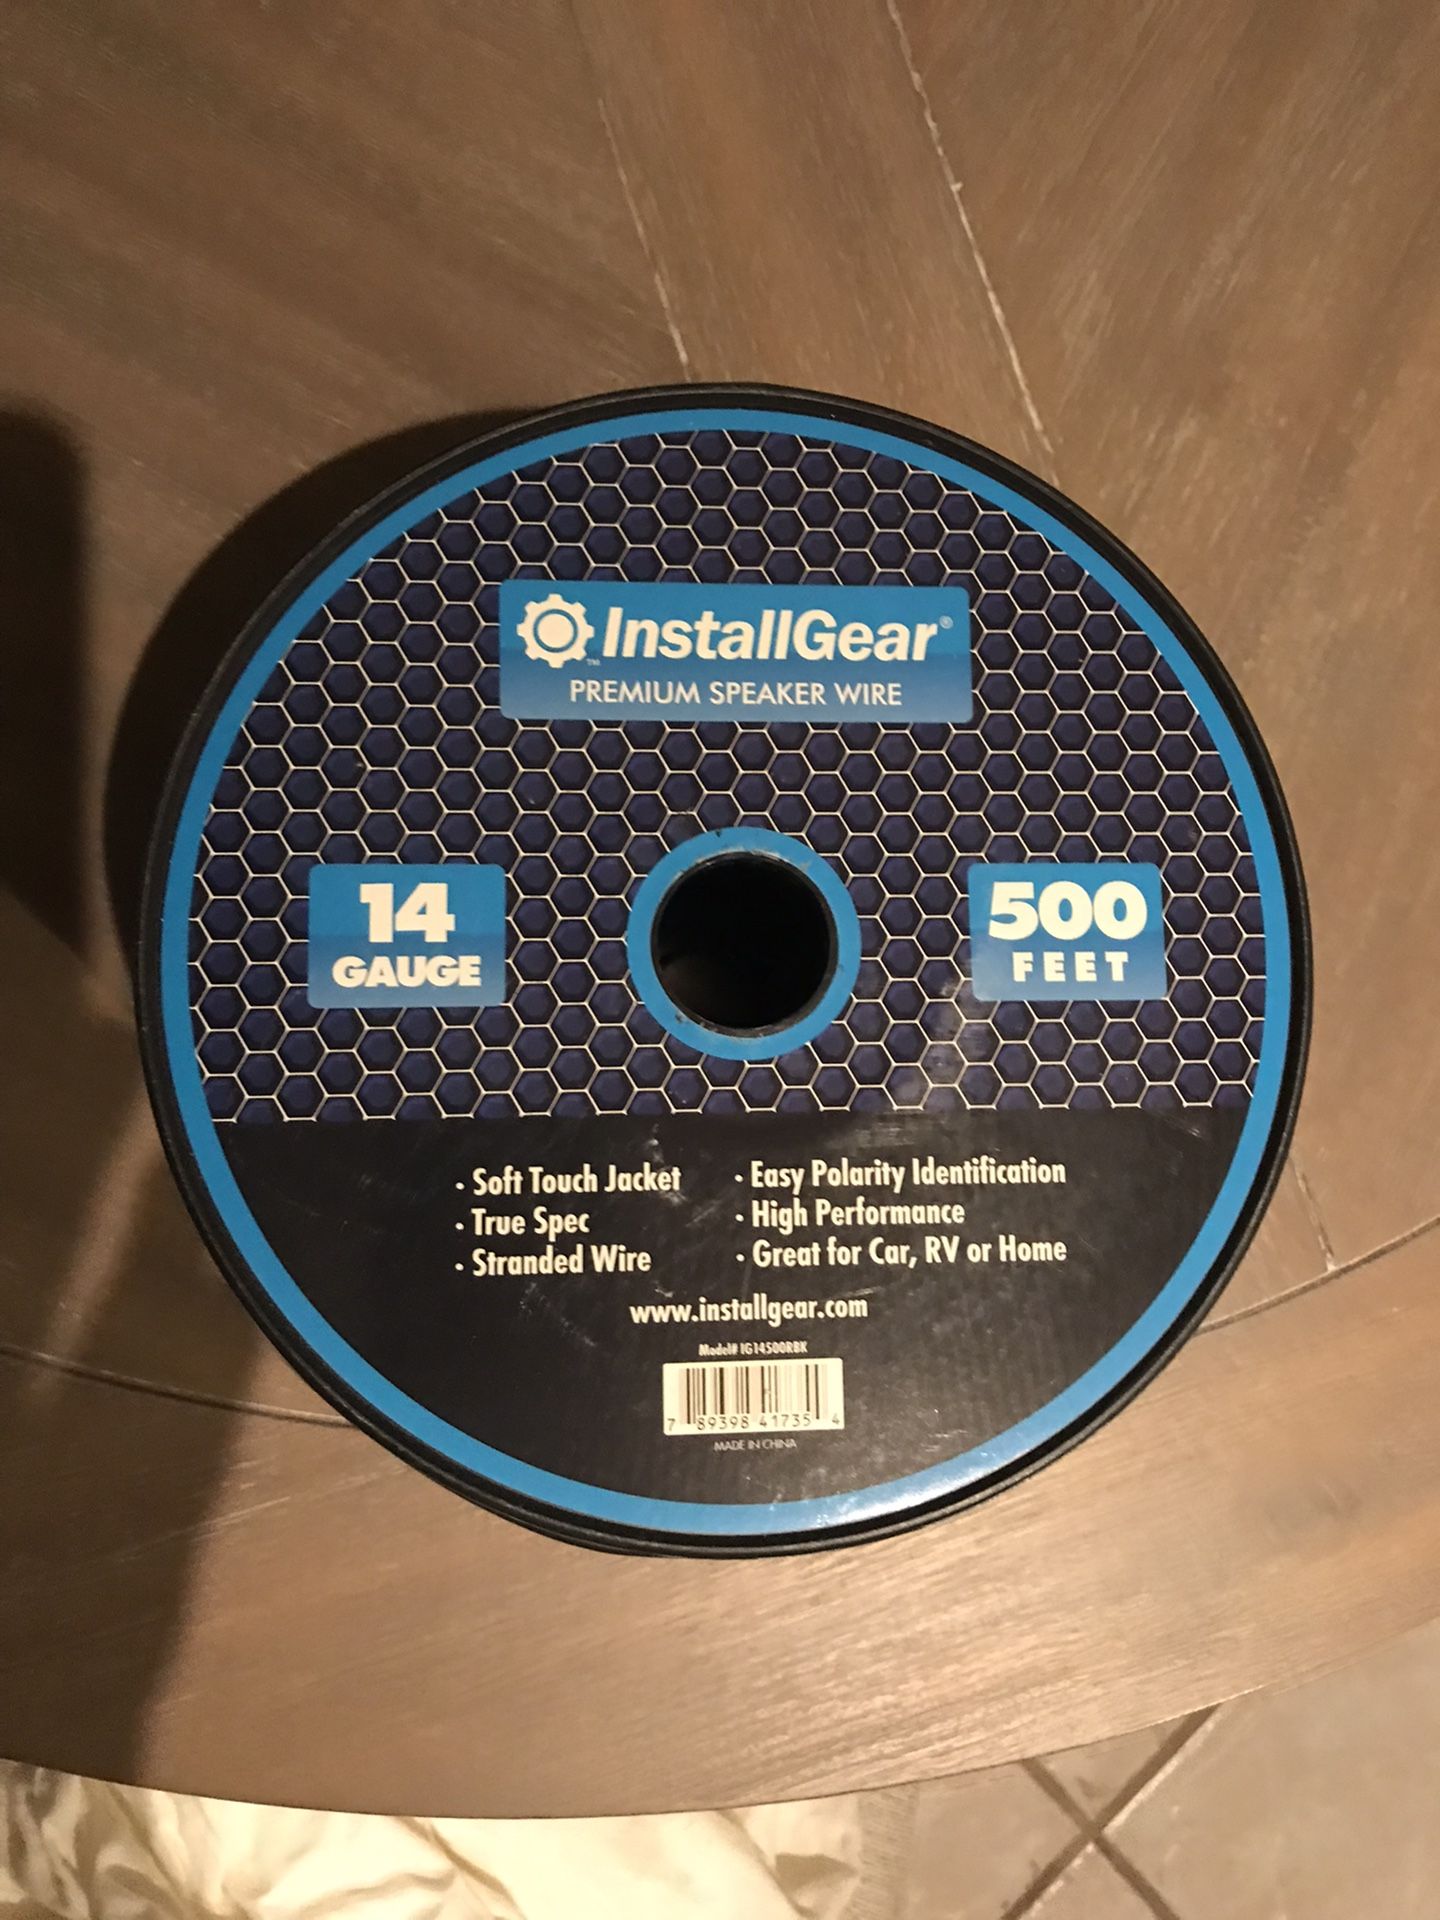 InstallGear®
™
PREMIUM SPEAKER WIRE
14
GAUGE
500
FEET
· Soft Touch Jacket
· True Spec
· Stranded Wire
· Easy Polarity Identification
· High Performance
· Great for Car, RV or Home
www.installgear.com
Model# IG14500RBK
7 89398 41735 4
MADE IN CHINA